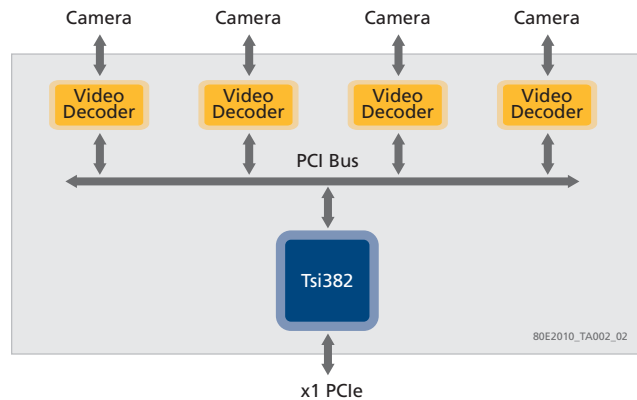 Camera Camera Camera Camera
Video Decoder Video Decoder Video Decoder Video Decoder
PCI Bus
Tsi382
80E2010_TA002_02
x1 PCIe